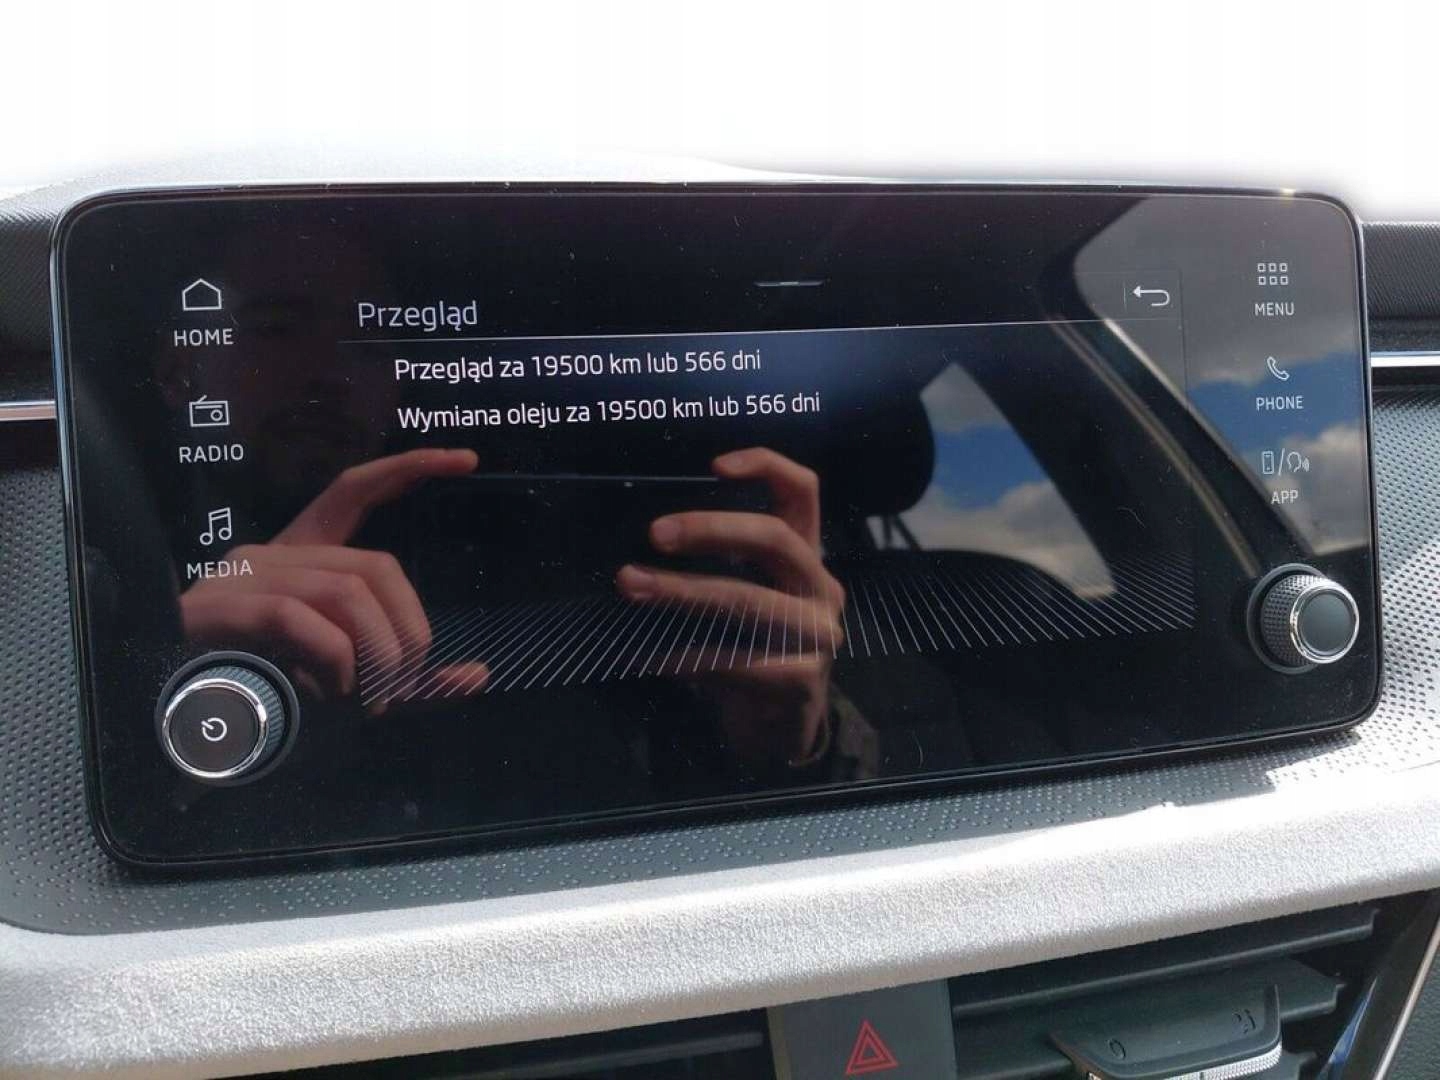 HOME
RADIO
MEDIA
Przegląd
Przegląd za 19500 km lub 566 dni
Wymiana oleju za 19500 km lub 566 dni
MENU
PHONE
APP